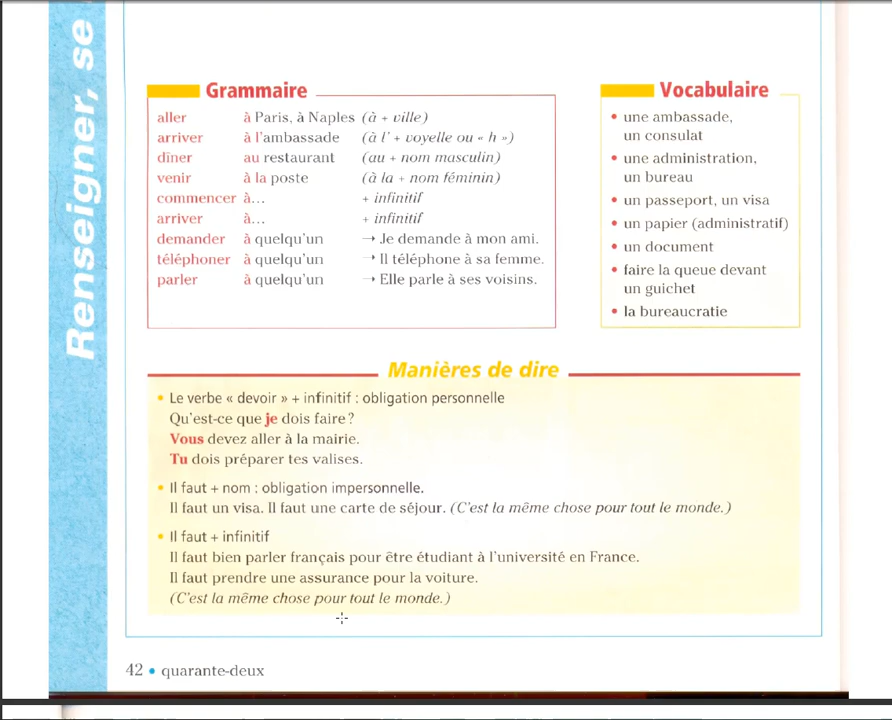 Renseigner, se
Grammaire
aller à Paris, à Naples (à + ville)
arriver à l'ambassade (à l' + voyelle ou « h »)
dîner au restaurant (au + nom masculin)
venir à la poste (à la + nom féminin)
commencer à... + infinitif
arriver à... + infinitif
demander à quelqu'un → Je demande à mon ami.
téléphoner à quelqu'un → Il téléphone à sa femme.
parler à quelqu'un → Elle parle à ses voisins.
Vocabulaire
• une ambassade,
un consulat
• une administration,
un bureau
• un passeport, un visa
• un papier (administratif)
• un document
• faire la queue devant
un guichet
• la bureaucratie
Manières de dire
• Le verbe « devoir » + infinitif : obligation personnelle
Qu'est-ce que je dois faire ?
Vous devez aller à la mairie.
Tu dois préparer tes valises.
• Il faut + nom : obligation impersonnelle.
Il faut un visa. Il faut une carte de séjour. (C'est la même chose pour tout le monde.)
• Il faut + infinitif
Il faut bien parler français pour être étudiant à l'université en France.
Il faut prendre une assurance pour la voiture.
(C'est la même chose pour tout le monde.)
42 • quarante-deux